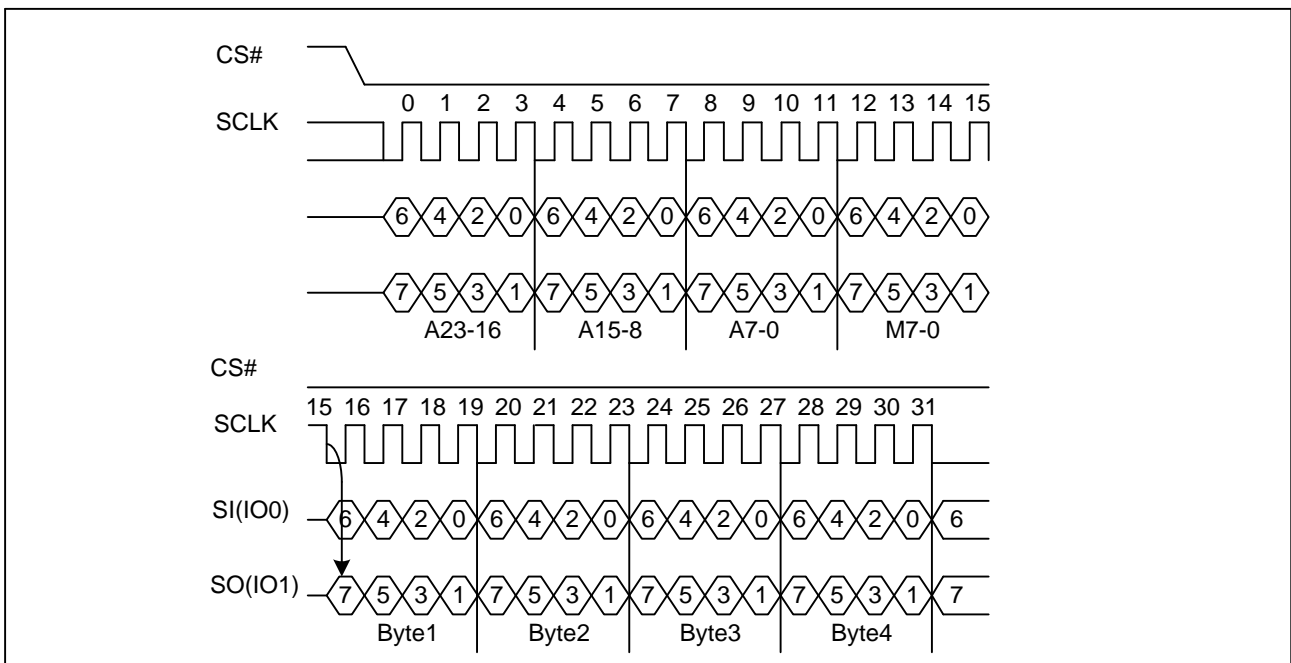 CS#
0 1 2 3 4 5 6 7 8 9 10 11 12 13 14 15
SCLK
6 4 2 0 6 4 2 0 6 4 2 0 6 4 2 0
7 5 3 1 7 5 3 1 7 5 3 1 7 5 3 1
A23-16 A15-8 A7-0 M7-0
CS#
15 16 17 18 19 20 21 22 23 24 25 26 27 28 29 30 31
SCLK
SI(IO0) 6 4 2 0 6 4 2 0 6 4 2 0 6 4 2 0 6
SO(IO1) 7 5 3 1 7 5 3 1 7 5 3 1 7 5 3 1 7
Byte1 Byte2 Byte3 Byte4